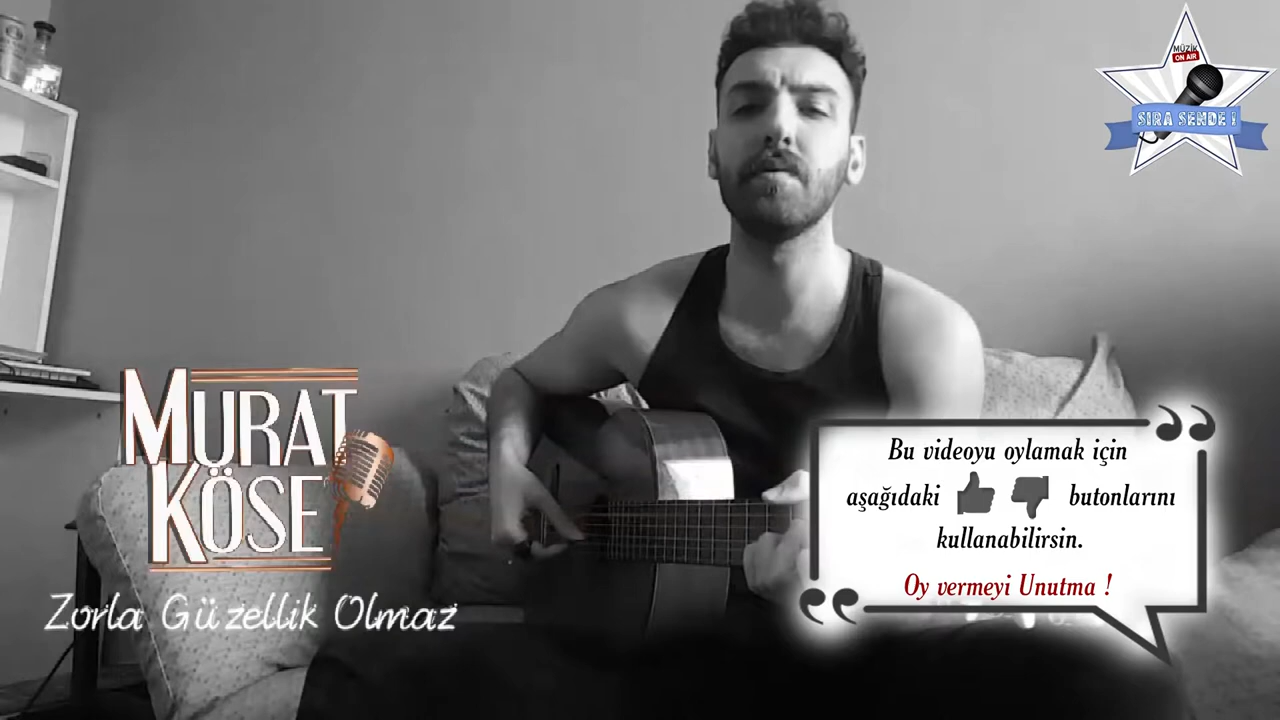 MÜZİK
ON AIR
SIRA SENDE !
MURAT
KÖSE
Zorla Güzellik Olmaz
Bu videoyu oylamak için
aşağıdaki butonlarını
kullanabilirsin.
Oy vermeyi Unutma !